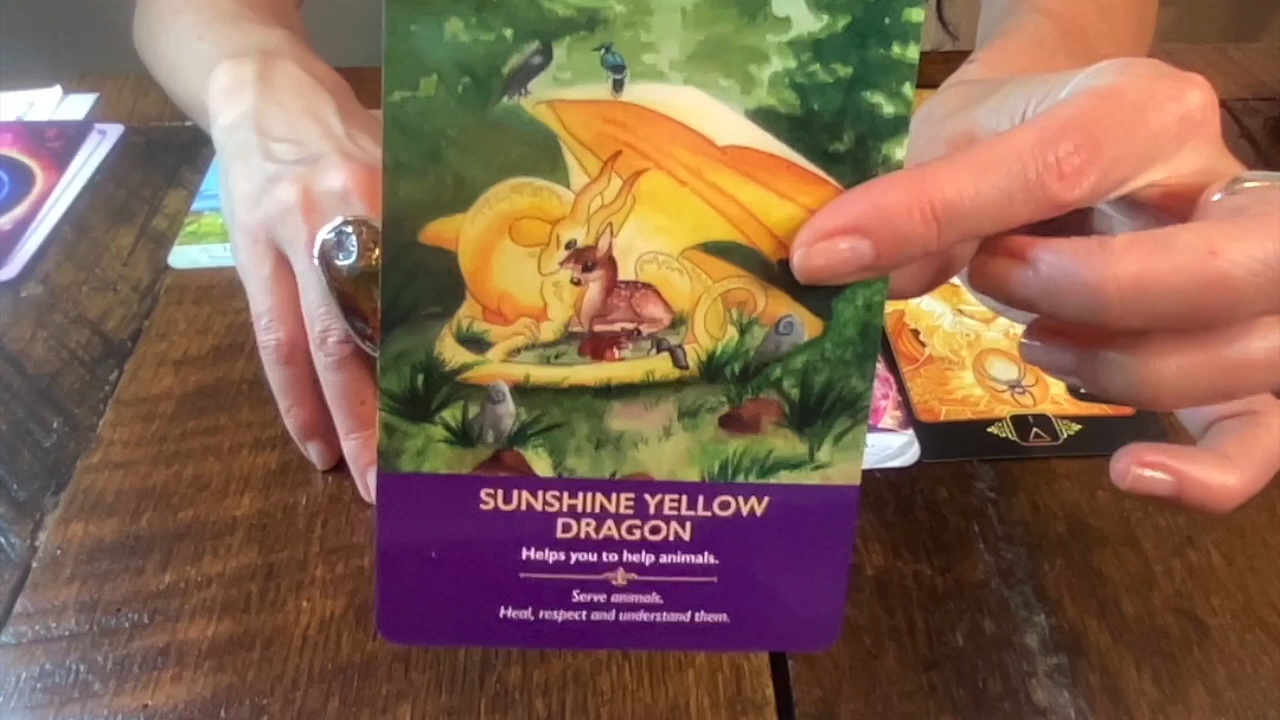 SUNSHINE YELLOW
DRAGON
Helps you to help animals.
Serve animals.
Heal, respect and understand them.